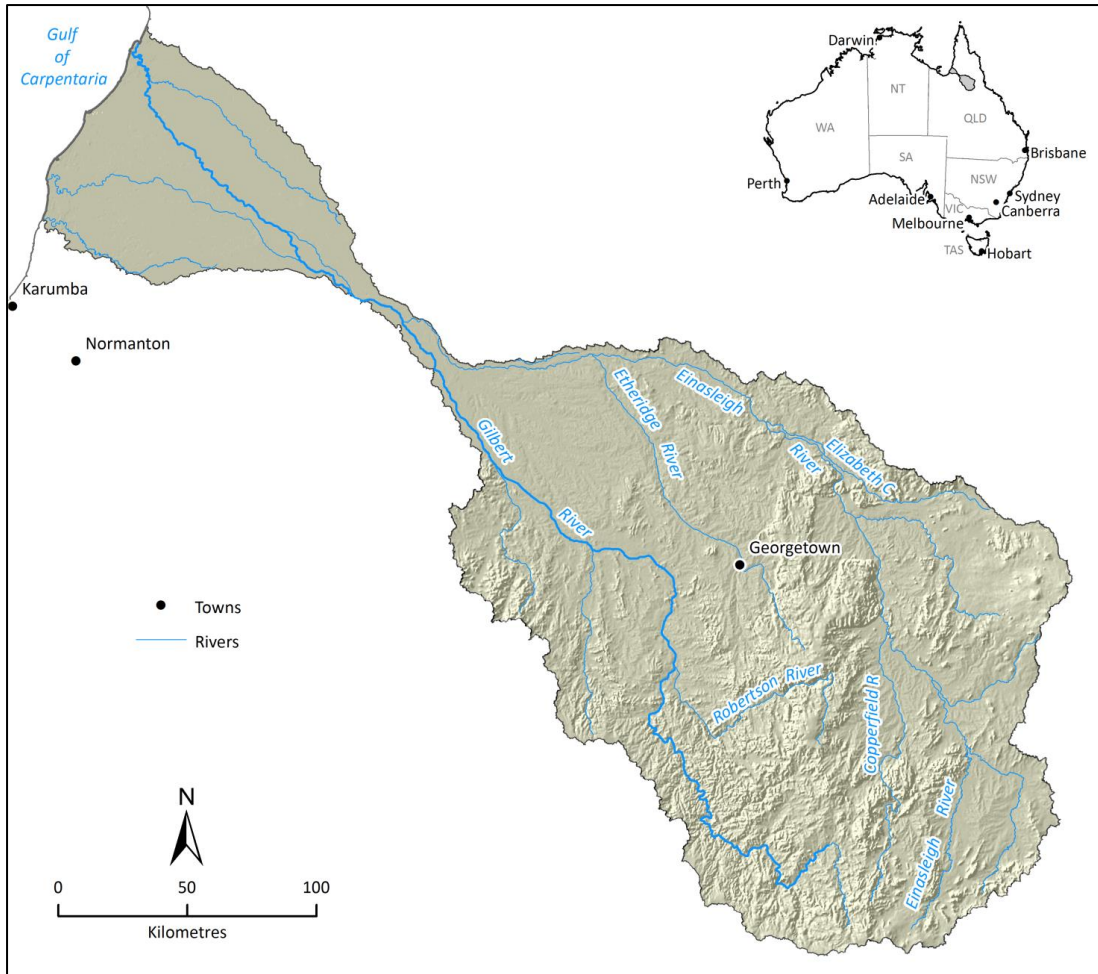 Gulf
of
Carpentaria
Darwin
NT
QLD
WA
SA
Brisbane
NSW
Perth
Adelaide
Sydney
VIC
Canberra
Melbourne
TAS
Hobart
Karumba
Normanton
Etheridge River
Einasleigh River
Elizabeth C
Gilbert River
Georgetown
Towns
Rivers
Robertson River
Copperfield R
Einasleigh River
N
0 50 100
Kilometres